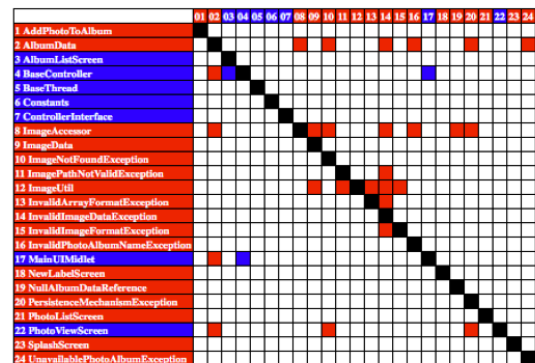 01 02 03 04 05 06 07 08 09 10 11 12 13 14 15 16 17 18 19 20 21 22 23 24
1 AddPhotoToAlbum
2 AlbumData
3 AlbumListScreen
4 BaseController
5 BaseThread
6 Constants
7 ControllerInterface
8 ImageAccessor
9 ImageData
10 ImageNotFoundException
11 ImagePathNotValidException
12 ImageUtil
13 InvalidArrayFormatException
14 InvalidImageDataException
15 InvalidImageFormatException
16 InvalidPhotoAlbumNameException
17 MainUIMidlet
18 NewLabelScreen
19 NullAlbumDataReference
20 PersistenceMechanismException
21 PhotoListScreen
22 PhotoViewScreen
23 SplashScreen
24 UnavailablePhotoAlbumException